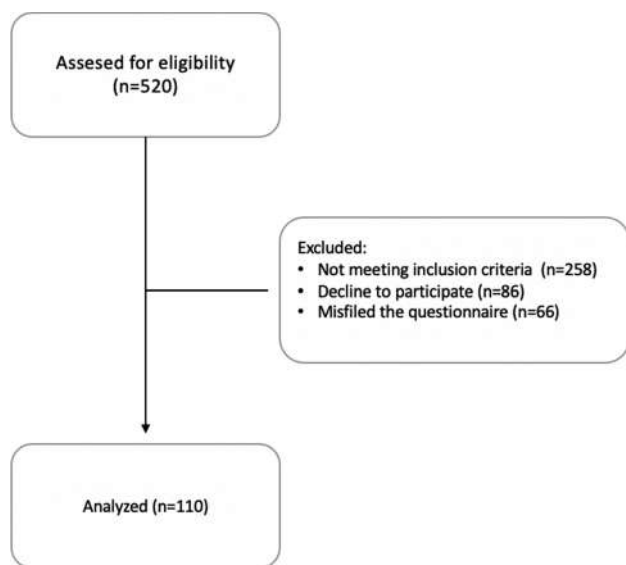 Assesed for eligibility
(n=520)
Excluded:
• Not meeting inclusion criteria (n=258)
• Decline to participate (n=86)
• Misfiled the questionnaire (n=66)
Analyzed (n=110)